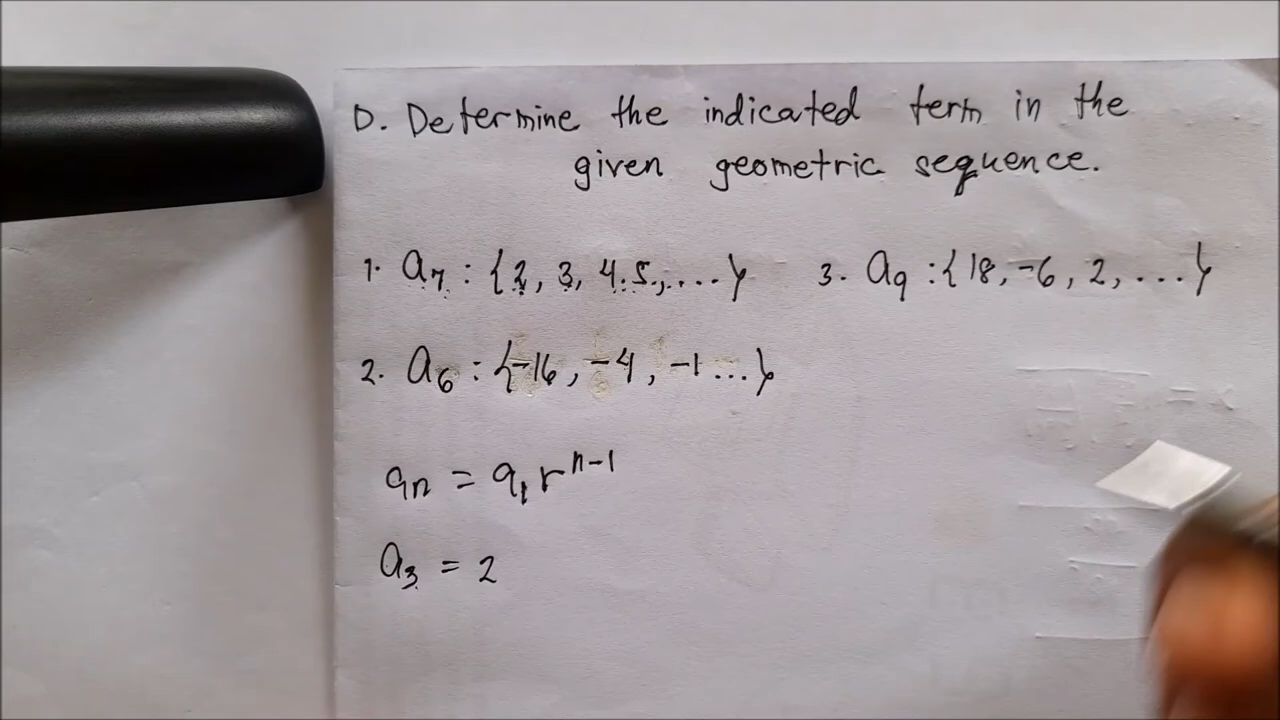 D. Determine the indicated term in the
given geometric sequence.
1. a₇ : {2, 3, 4.5, ...}
3. a₉ : {18, -6, 2, ...}
2. a₆ : {-16, -4, -1 ...}
aₙ = a₁rⁿ⁻¹
a₃ = 2